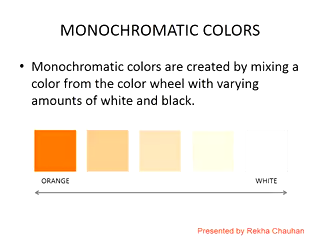 MONOCHROMATIC COLORS
• Monochromatic colors are created by mixing a
color from the color wheel with varying
amounts of white and black.
ORANGE WHITE
Presented by Rekha Chauhan